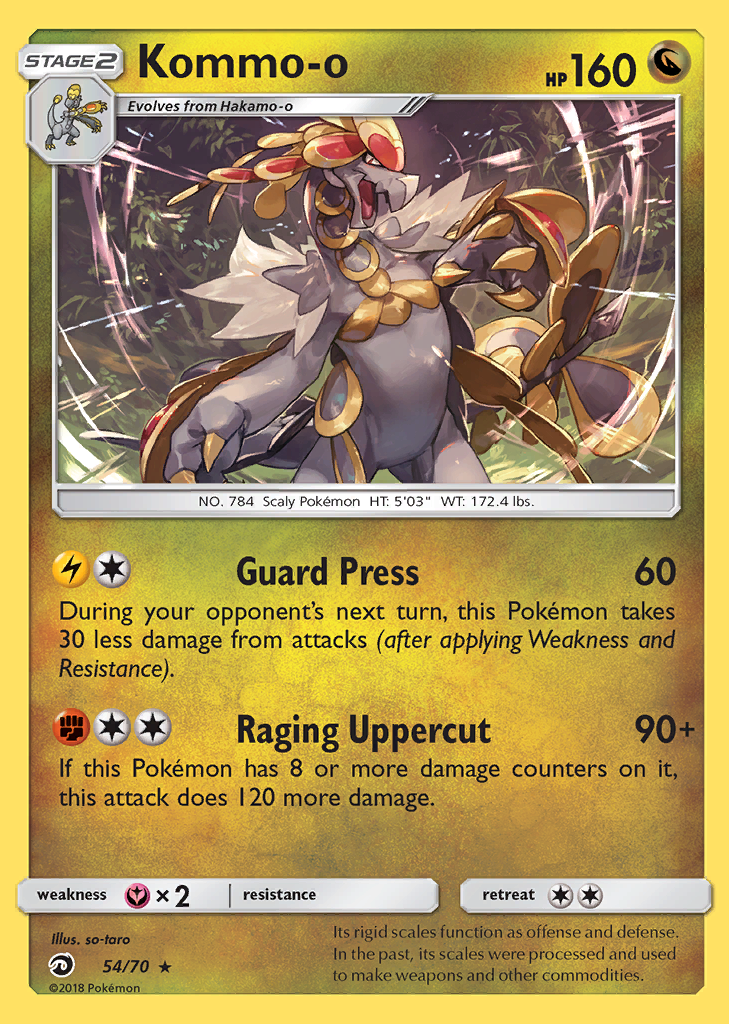 STAGE2
Kommo-o
HP 160
Evolves from Hakamo-o
NO. 784 Scaly Pokémon HT: 5'03" WT: 172.4 lbs.
Guard Press 60
During your opponent's next turn, this Pokémon takes
30 less damage from attacks (after applying Weakness and
Resistance).
Raging Uppercut 90+
If this Pokémon has 8 or more damage counters on it,
this attack does 120 more damage.
weakness × 2 resistance retreat
Illus. so-taro
54/70 ★
©2018 Pokémon
Its rigid scales function as offense and defense.
In the past, its scales were processed and used
to make weapons and other commodities.